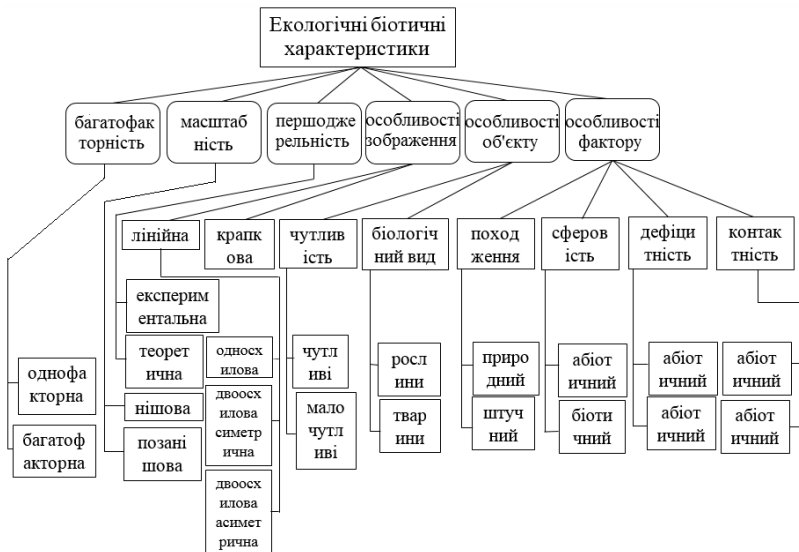 Екологічні біотичні
характеристики
багатофак
торність
масштаб
ність
першодже
рельність
особливості
зображення
особливості
об'єкту
особливості
фактору
лінійна
крапк
ова
чутлив
ість
біологіч
ний вид
поход
ження
сферов
ість
дефіци
тність
контак
тність
експерим
ентальна
теорет
ична
односх
илова
чутл
иві
росл
ини
приро
дний
абіот
ичний
абіот
ичний
абіот
ичний
однофа
кторна
нішова
двоосх
илова
симетр
ична
мало
чутл
иві
твар
ини
штуч
ний
біоти
чний
абіот
ичний
абіот
ичний
багатоф
акторна
позані
шова
двоосх
илова
асимет
рична